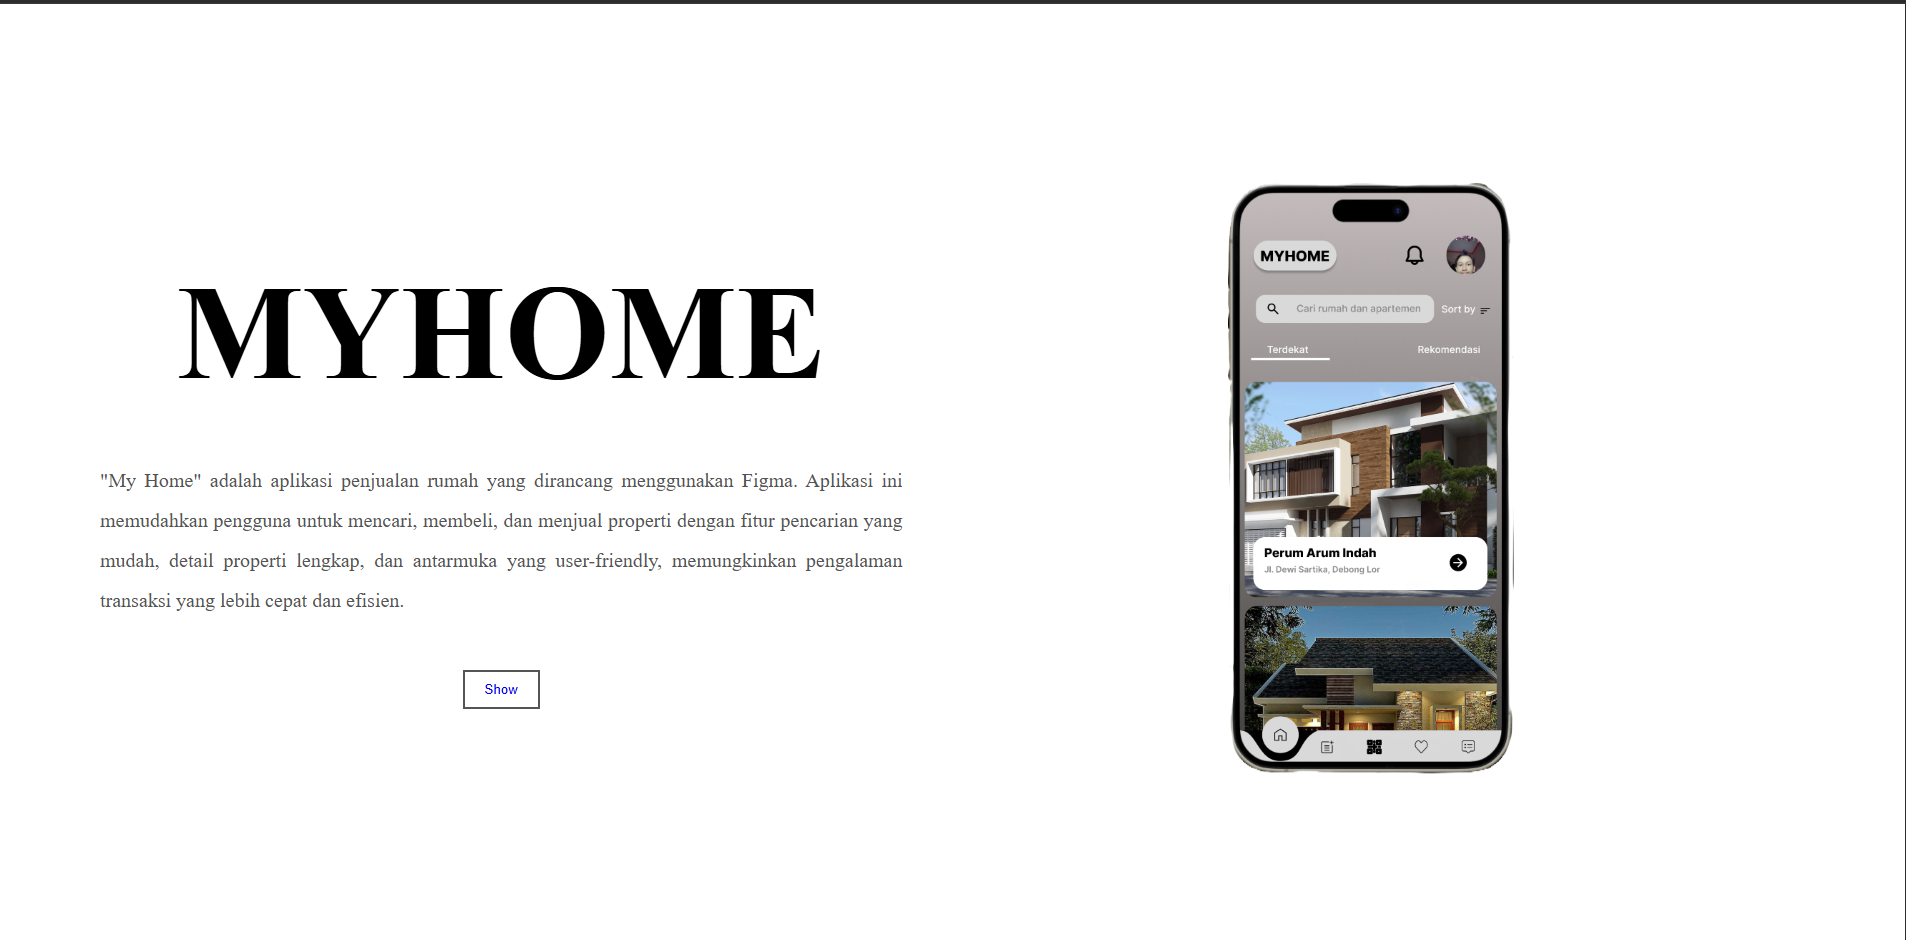 MYHOME
"My Home" adalah aplikasi penjualan rumah yang dirancang menggunakan Figma. Aplikasi ini
memudahkan pengguna untuk mencari, membeli, dan menjual properti dengan fitur pencarian yang
mudah, detail properti lengkap, dan antarmuka yang user-friendly, memungkinkan pengalaman
transaksi yang lebih cepat dan efisien.
Show
MYHOME
Cari rumah dan apartemen
Sort by
Terdekat
Rekomendasi
Perum Arum Indah
Jl. Dewi Sartika, Debong Lor